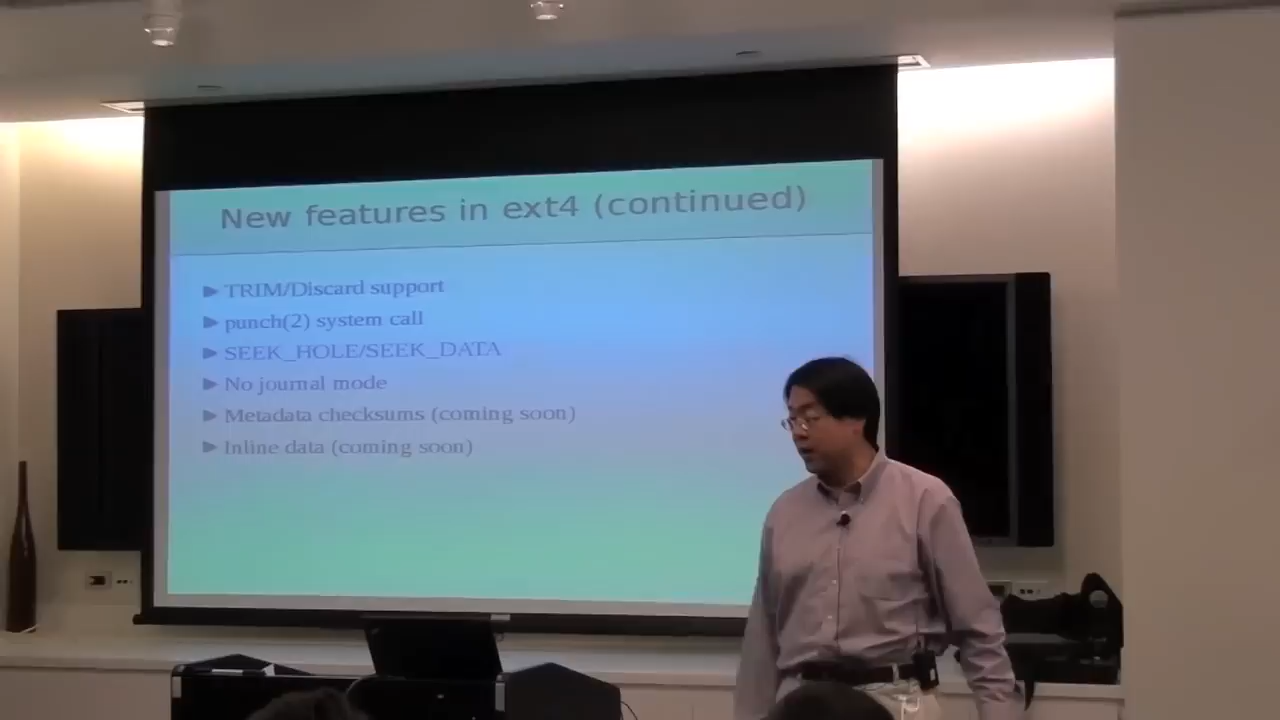 New features in ext4 (continued)
TRIM/Discard support
punch(2) system call
SEEK_HOLE/SEEK_DATA
No journal mode
Metadata checksums (coming soon)
Inline data (coming soon)